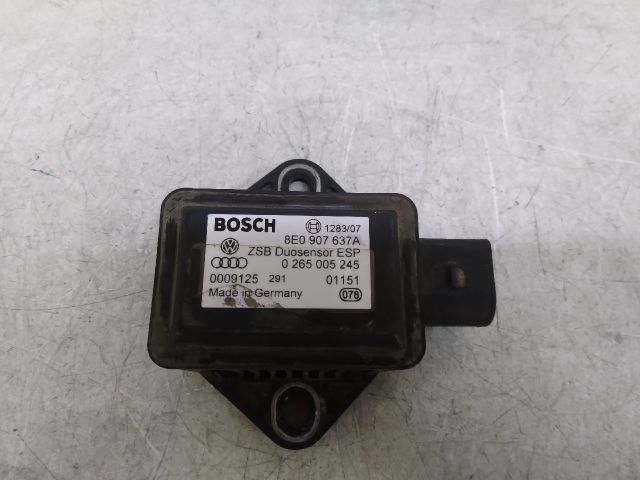 BOSCH 1283/07
8E0 907 637A
ZSB Duosensor ESP
0 265 005 245
0009125 291 01151
Made in Germany 078